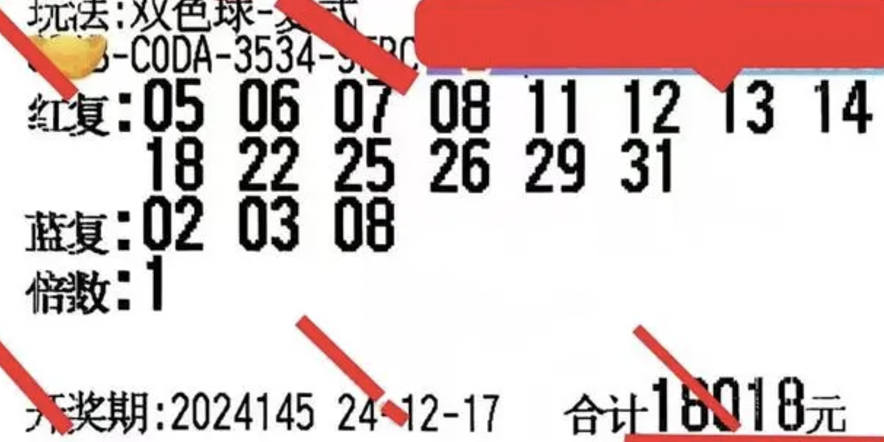 玩法:双色球-复式
-C0DA-3534-
红复:05 06 07 08 11 12 13 14
18 22 25 26 29 31
蓝复:02 03 08
倍数:1
开奖期:2024145 24-12-17 合计18018元